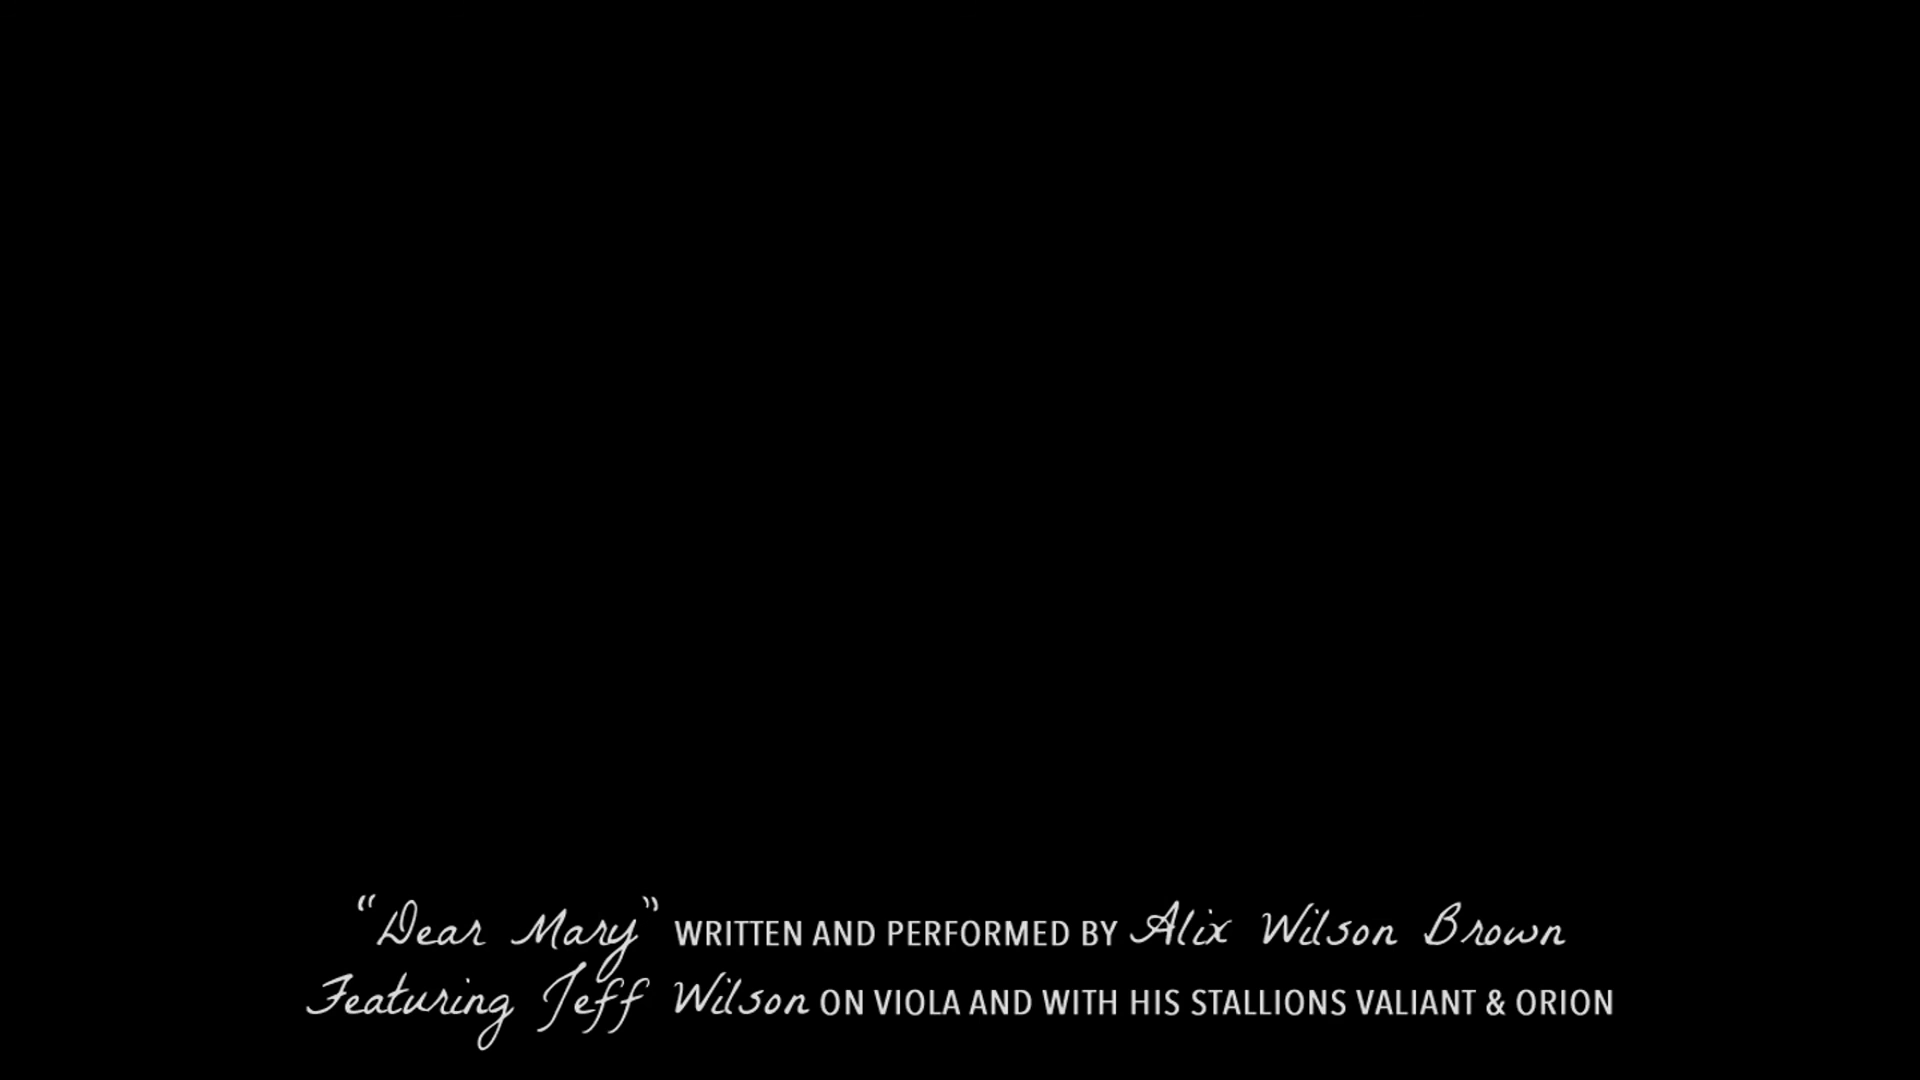 “Dear Mary” WRITTEN AND PERFORMED BY Alix Wilson Brown
Featuring Jeff Wilson ON VIOLA AND WITH HIS STALLIONS VALIANT & ORION